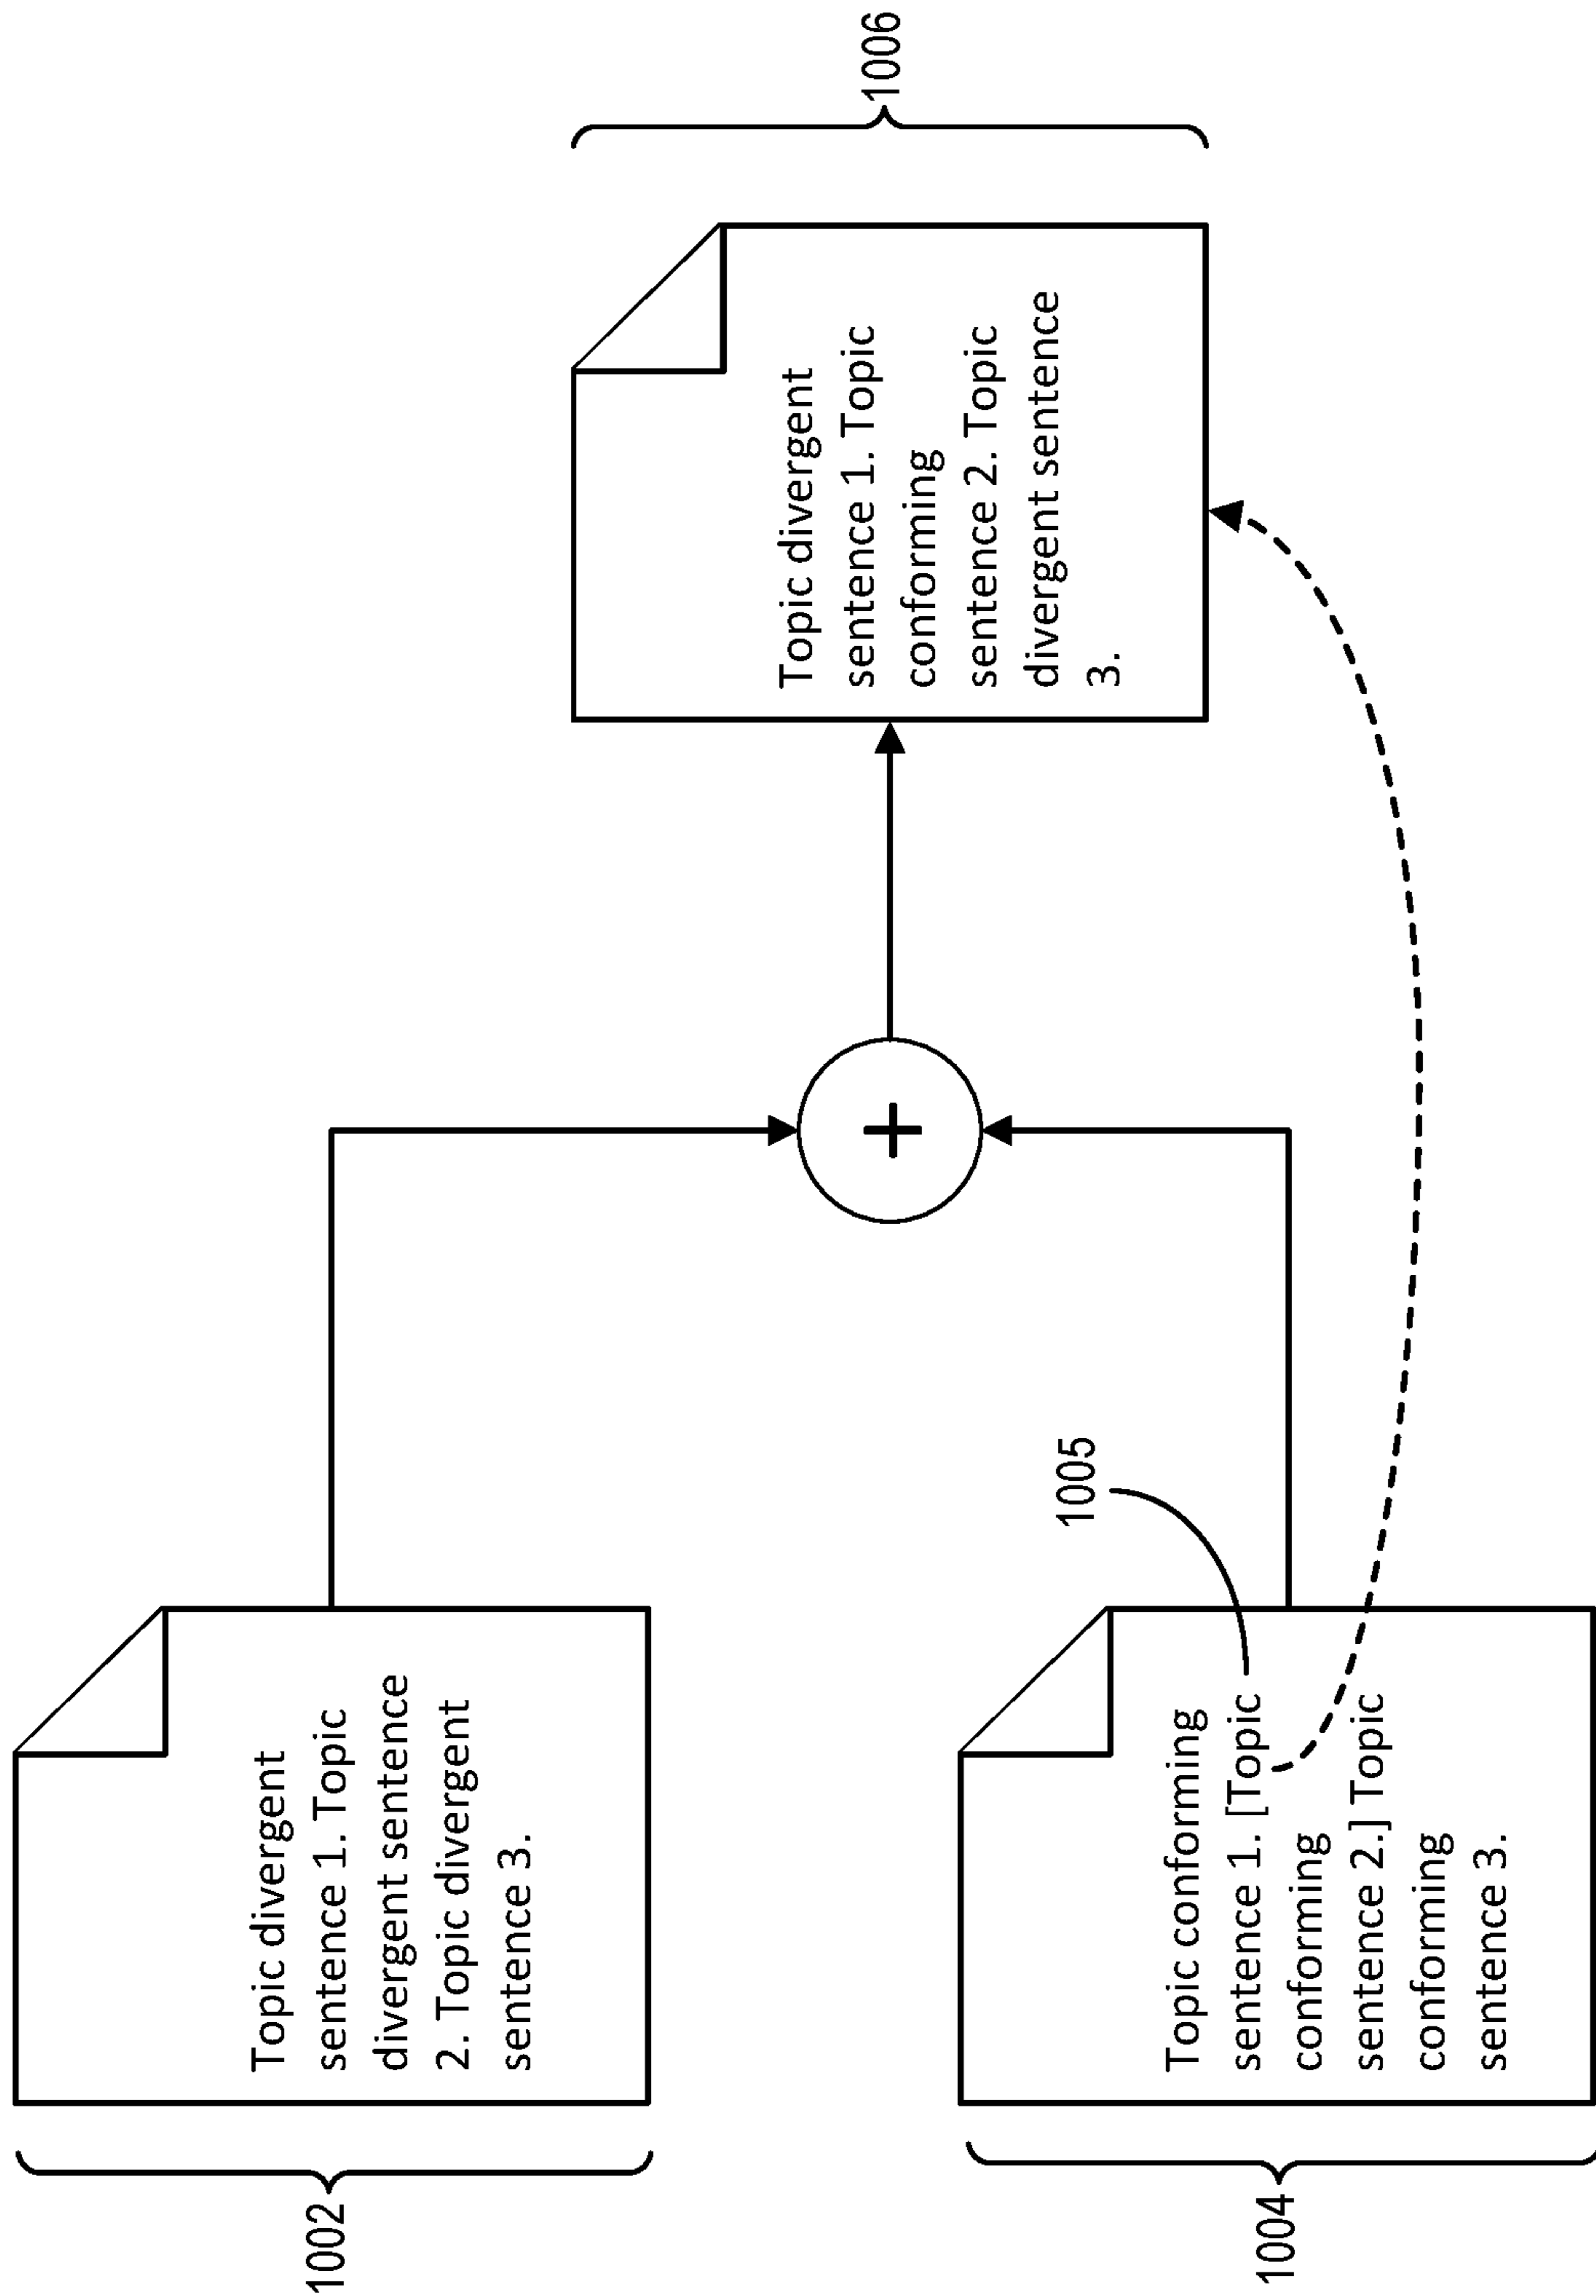 1002
Topic divergent
sentence 1. Topic
divergent sentence
2. Topic divergent
sentence 3.
1004
Topic conforming
sentence 1. [Topic
conforming
sentence 2.] Topic
conforming
sentence 3.
1005
+
Topic divergent
sentence 1. Topic
conforming
sentence 2. Topic
divergent sentence
3.
1006